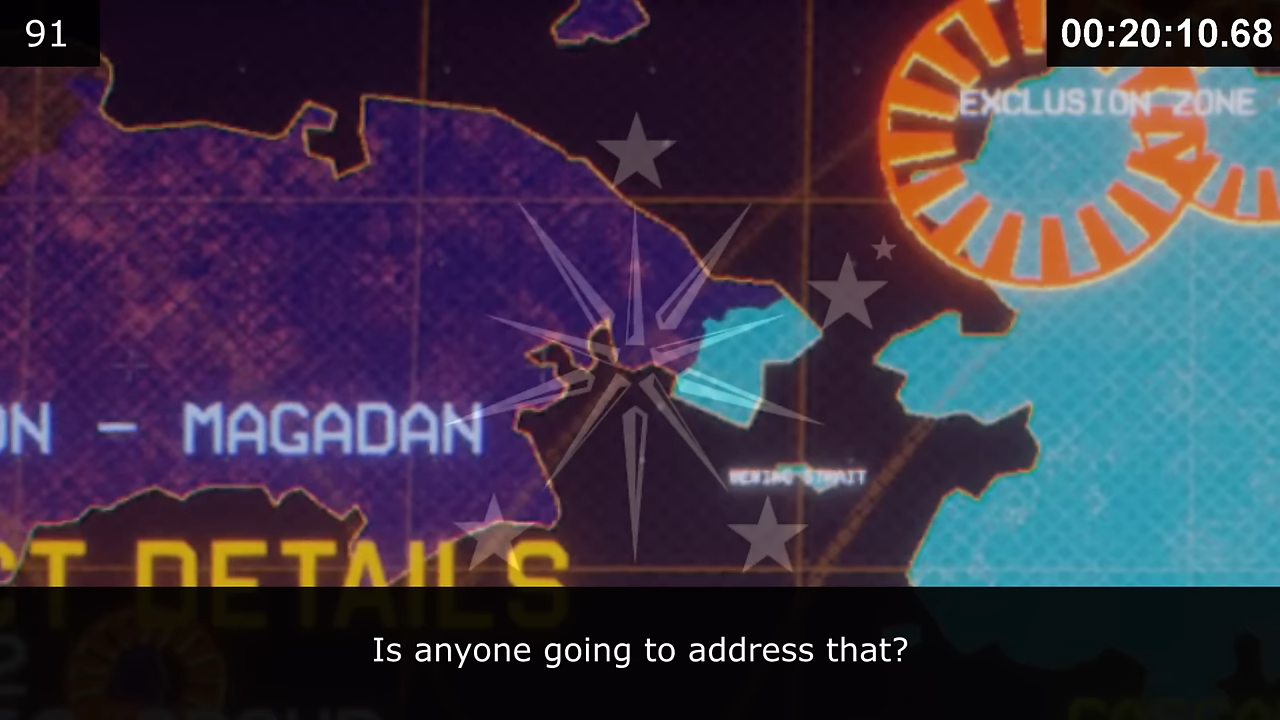 91
00:20:10.68
EXCLUSION ZONE
ON - MAGADAN
BERING STRAIT
CT DETAILS
Is anyone going to address that?